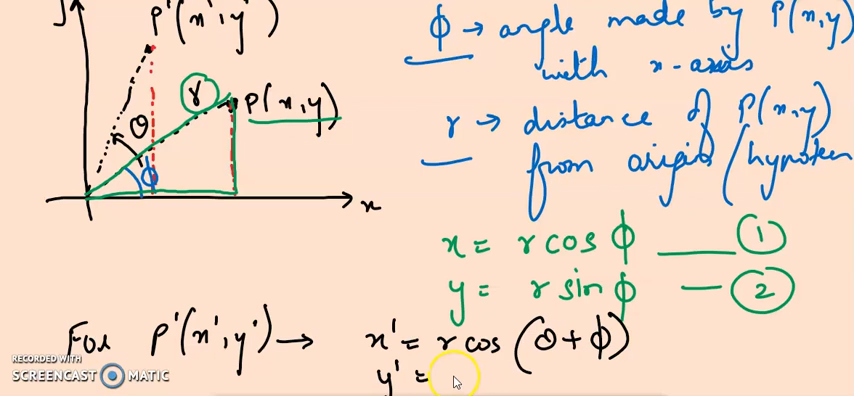 y
P'(x', y')
r
P(x,y)
θ
ϕ
x
ϕ → angle made by P(x,y)
with x-axis
r → distance of P(x,y)
from origin/hypoten
x = r cos ϕ ___ 1
y = r sin ϕ — 2
For P'(x', y') → x' = r cos (θ + ϕ)
y' =
RECORDED WITH
SCREENCAST MATIC